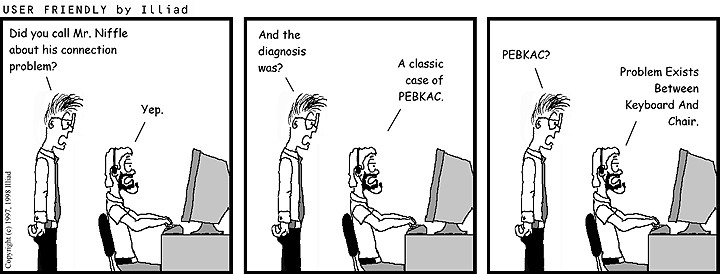 USER FRIENDLY by Illiad
Did you call Mr. Niffle
about his connection
problem?
Yep.
And the
diagnosis
was?
A classic
case of
PEBKAC.
PEBKAC?
Problem Exists
Between
Keyboard And
Chair.
Copyright (c) 1997, 1998 Illiad